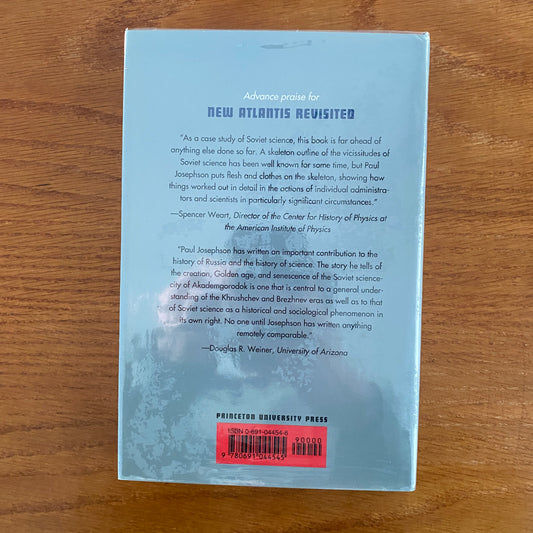 Advance praise for
NEW ATLANTIS REVISITED
"As a case study of Soviet science, this book is far ahead of
anything else done so far. A skeleton outline of the vicissitudes of
Soviet science has been well known for some time, but Paul
Josephson puts flesh and clothes on the skeleton, showing how
things worked out in detail in the actions of individual administra-
tors and scientists in particularly significant circumstances."
—Spencer Weart, Director of the Center for History of Physics at
the American Institute of Physics
"Paul Josephson has written an important contribution to the
history of Russia and the history of science. The story he tells of
the creation, Golden age, and senescence of the Soviet science-
city of Akademgorodok is one that is central to a general under-
standing of the Khrushchev and Brezhnev eras as well as to that
of Soviet science as a historical and sociological phenomenon in
its own right. No one until Josephson has written anything
remotely comparable."
—Douglas R. Weiner, University of Arizona
PRINCETON UNIVERSITY PRESS
ISBN 0-691-04454-6
90000
9 780691 044545